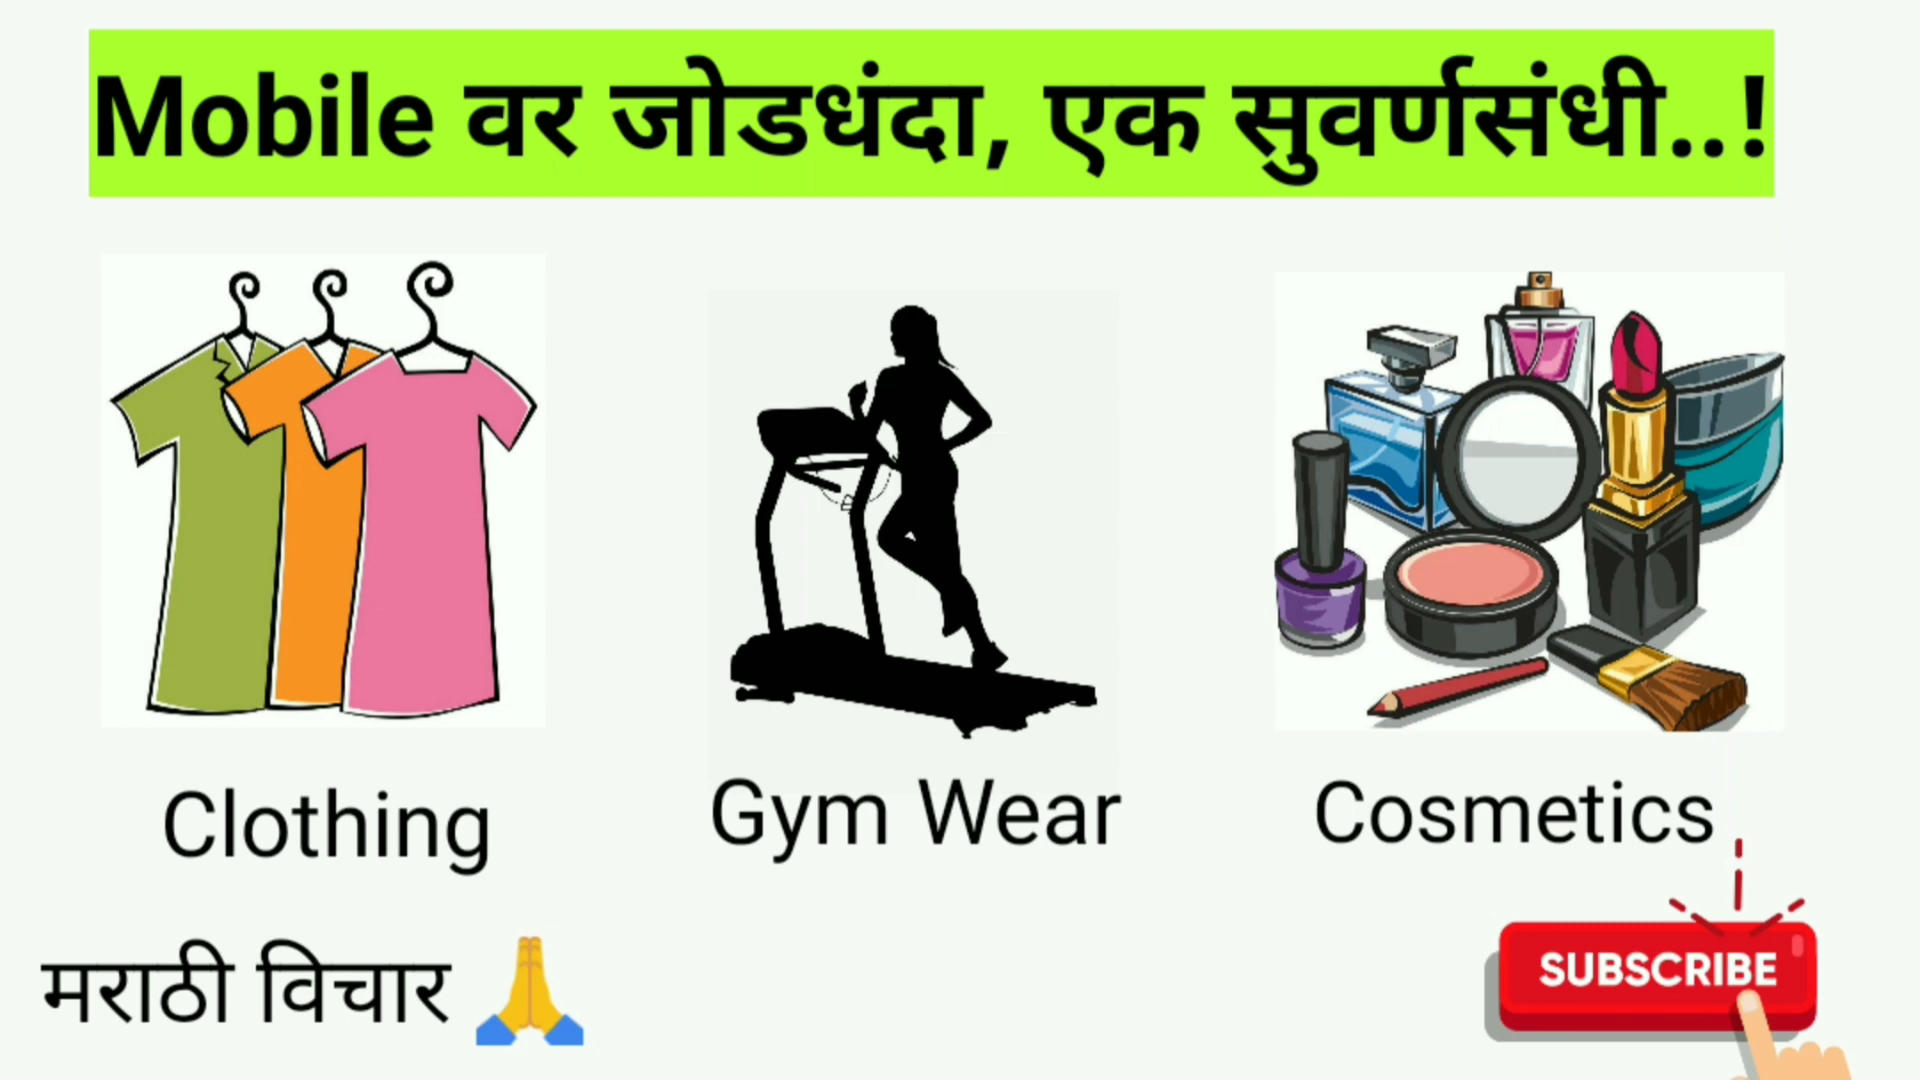 Mobile वर जोडधंदा, एक सुवर्णसंधी..!
Clothing
Gym Wear
Cosmetics
मराठी विचार 🙏
SUBSCRIBE